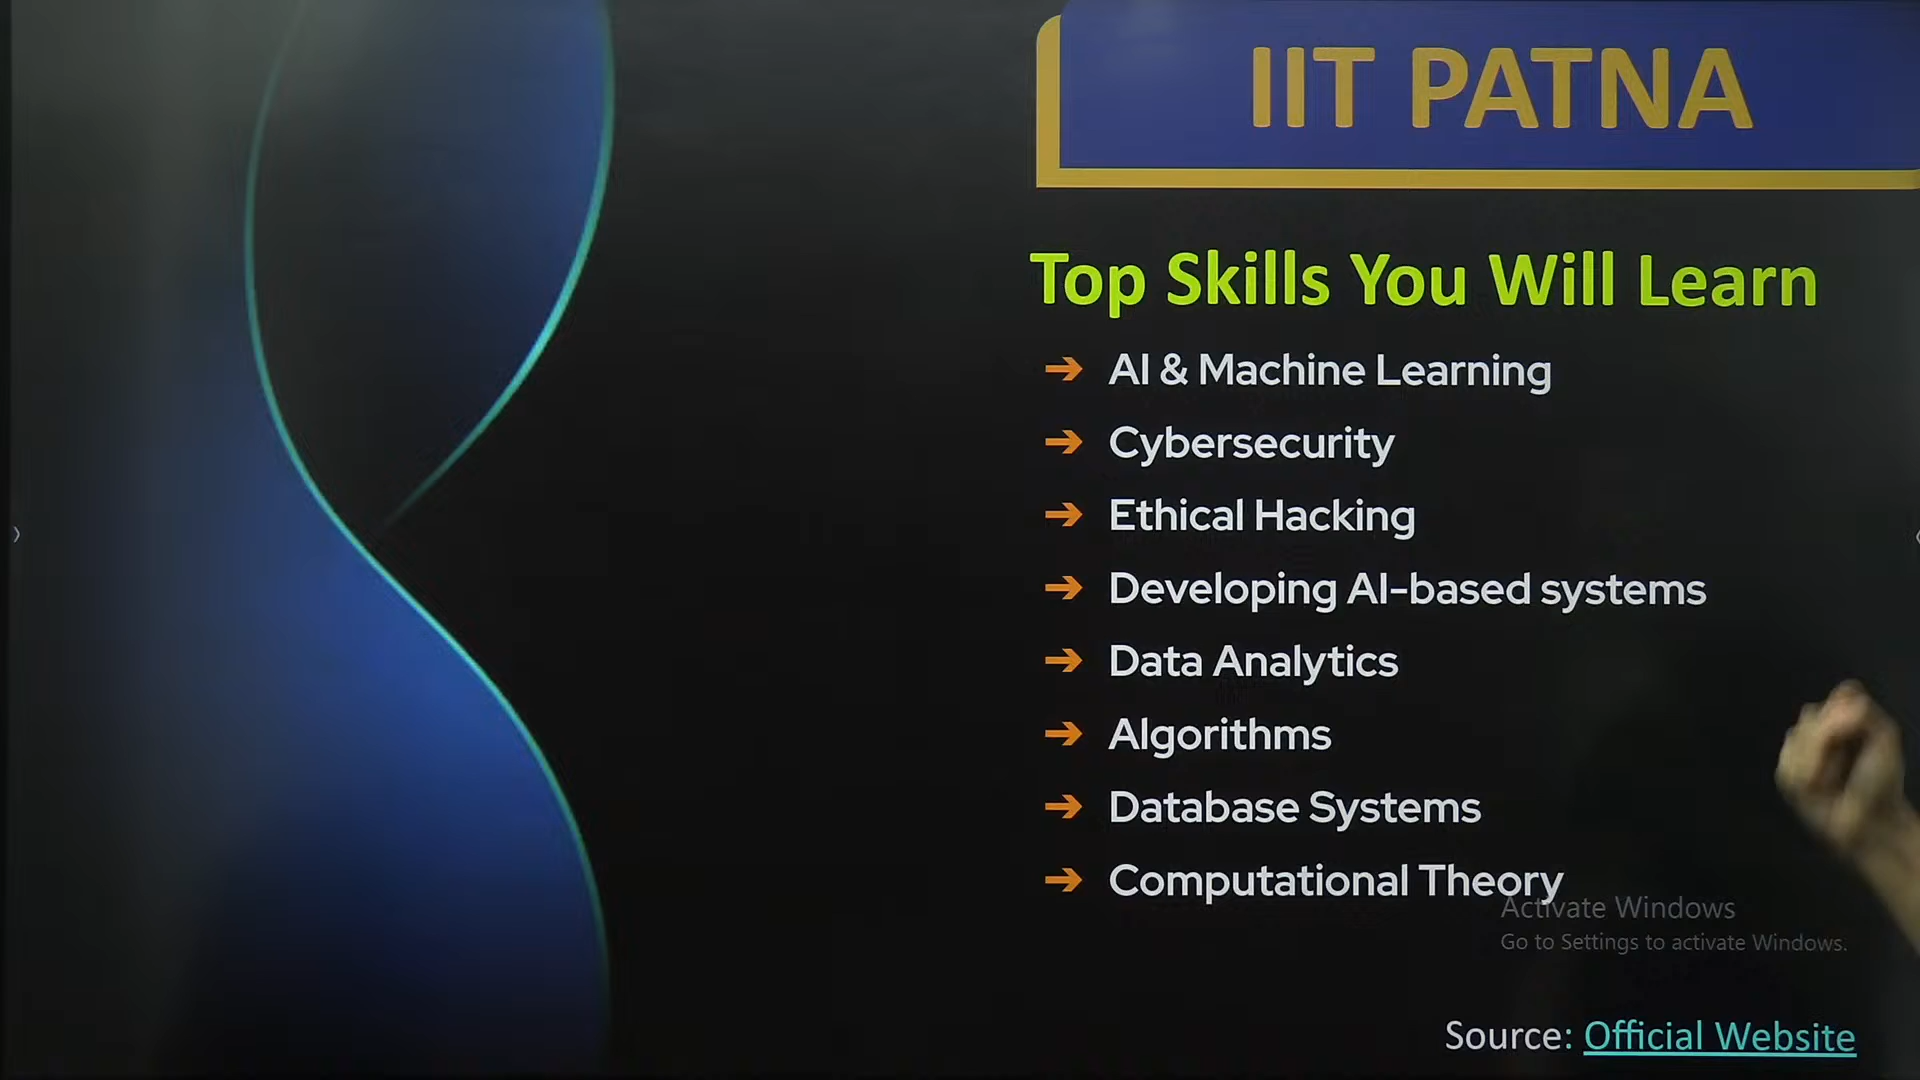 IIT PATNA
Top Skills You Will Learn
AI & Machine Learning
Cybersecurity
Ethical Hacking
Developing AI-based systems
Data Analytics
Algorithms
Database Systems
Computational Theory
Activate Windows
Go to Settings to activate Windows.
Source: Official Website